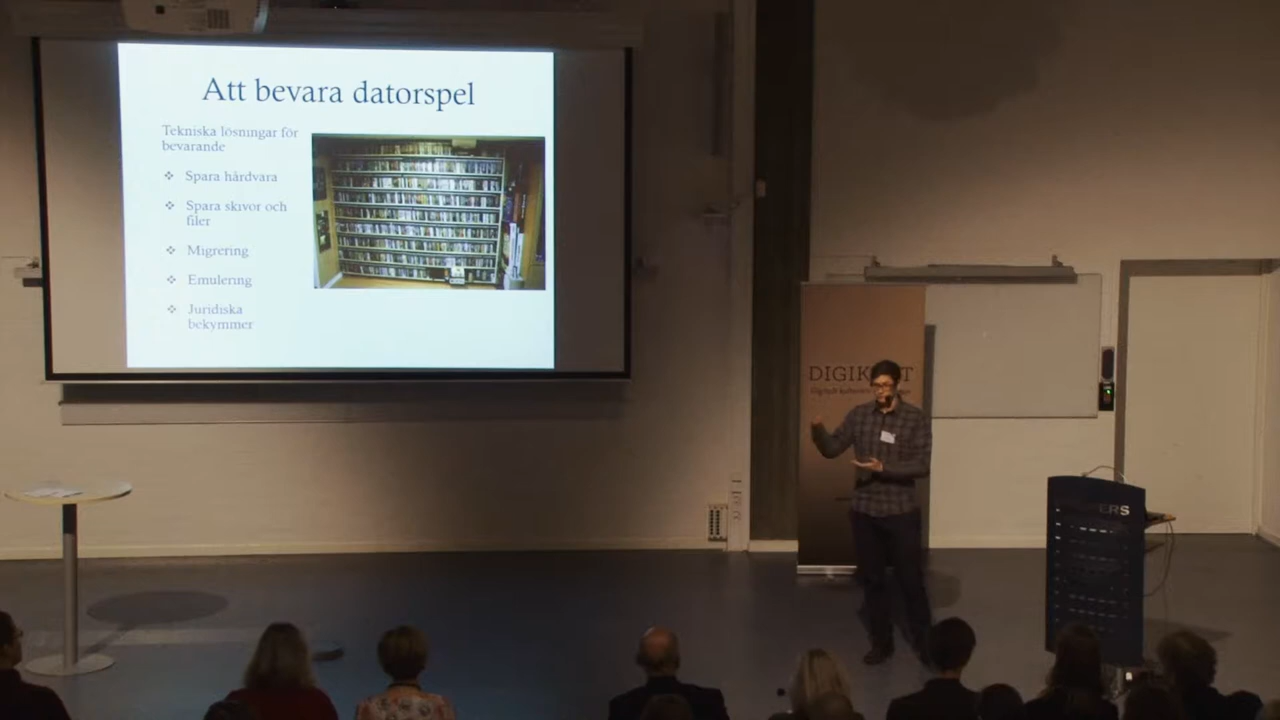 Att bevara datorspel
Tekniska lösningar för
bevarande
Spara hårdvara
Spara skivor och
filer
Migrering
Emulering
Juridiska
bekymmer
DIGIK T
ERS